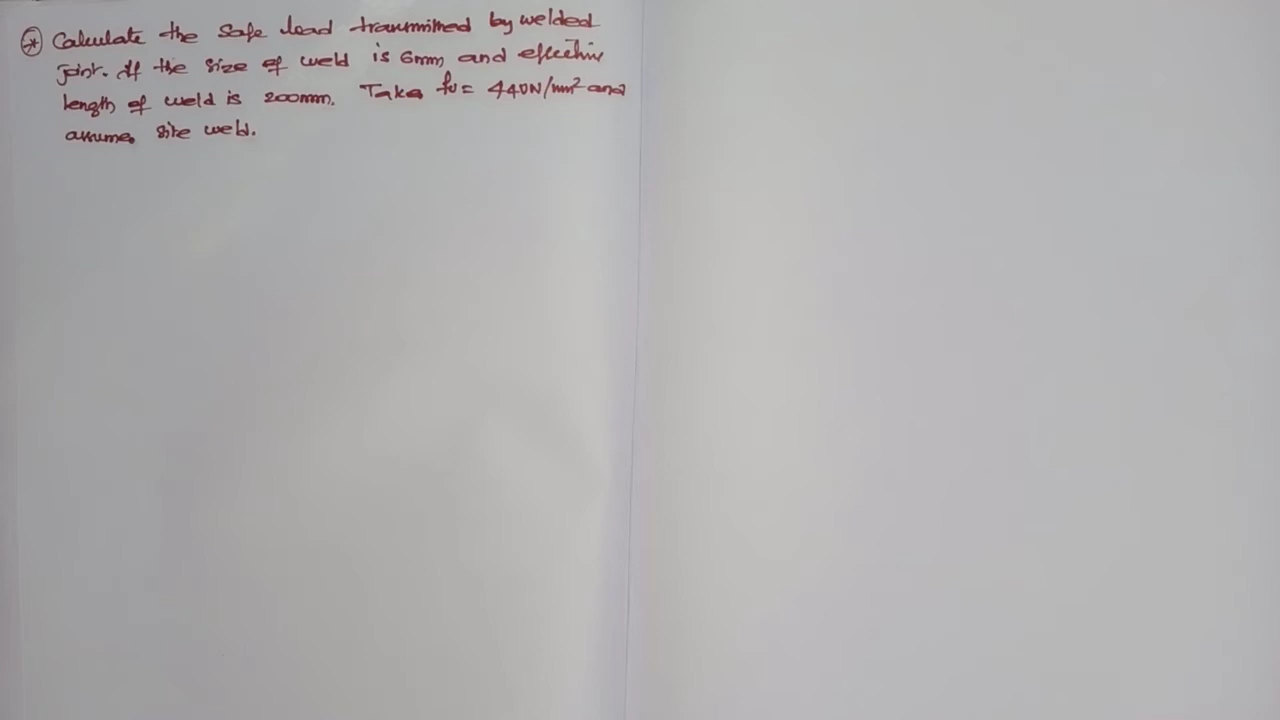 * Calculate the safe load transmitted by welded
joint. If the size of weld is 6mm and effective
length of weld is 200mm. Take fu = 440N/mm² and
assume site weld.